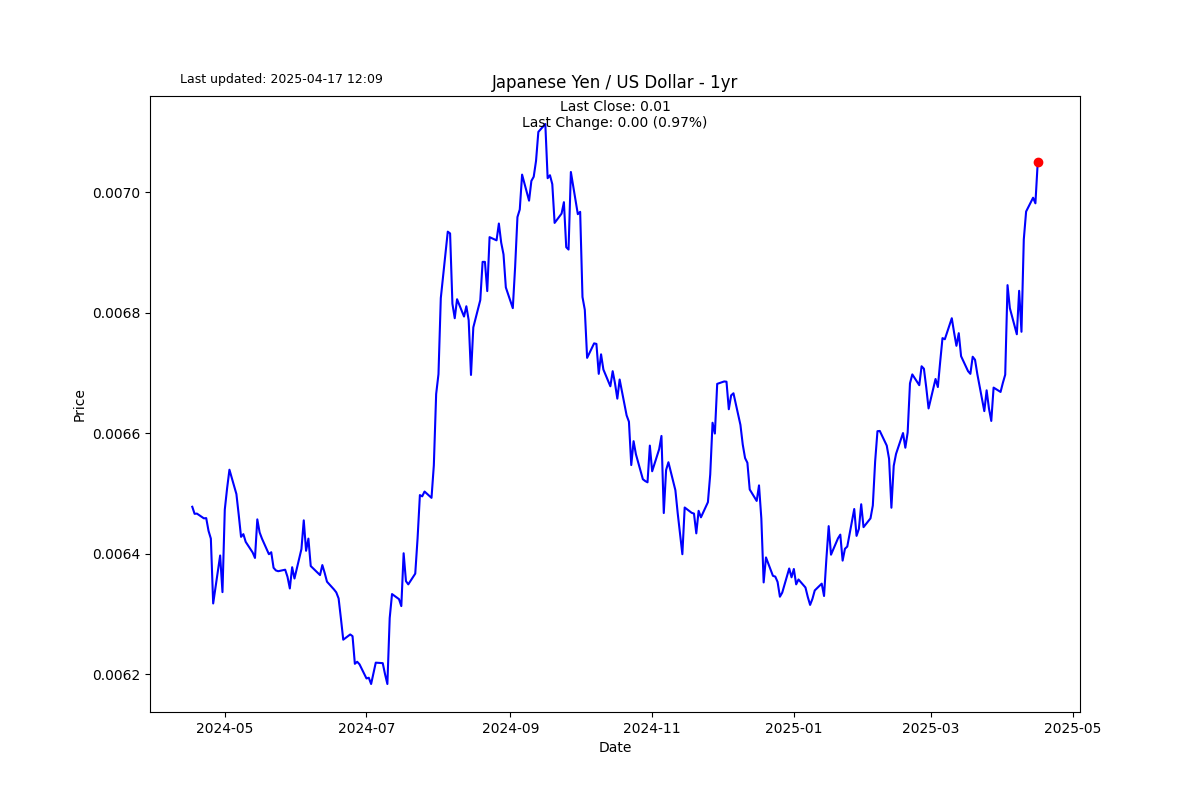 Last updated: 2025-04-17 12:09
Japanese Yen / US Dollar - 1yr
Last Close: 0.01
Last Change: 0.00 (0.97%)
Price
0.0070
0.0068
0.0066
0.0064
0.0062
2024-05 2024-07 2024-09 2024-11 2025-01 2025-03 2025-05
Date